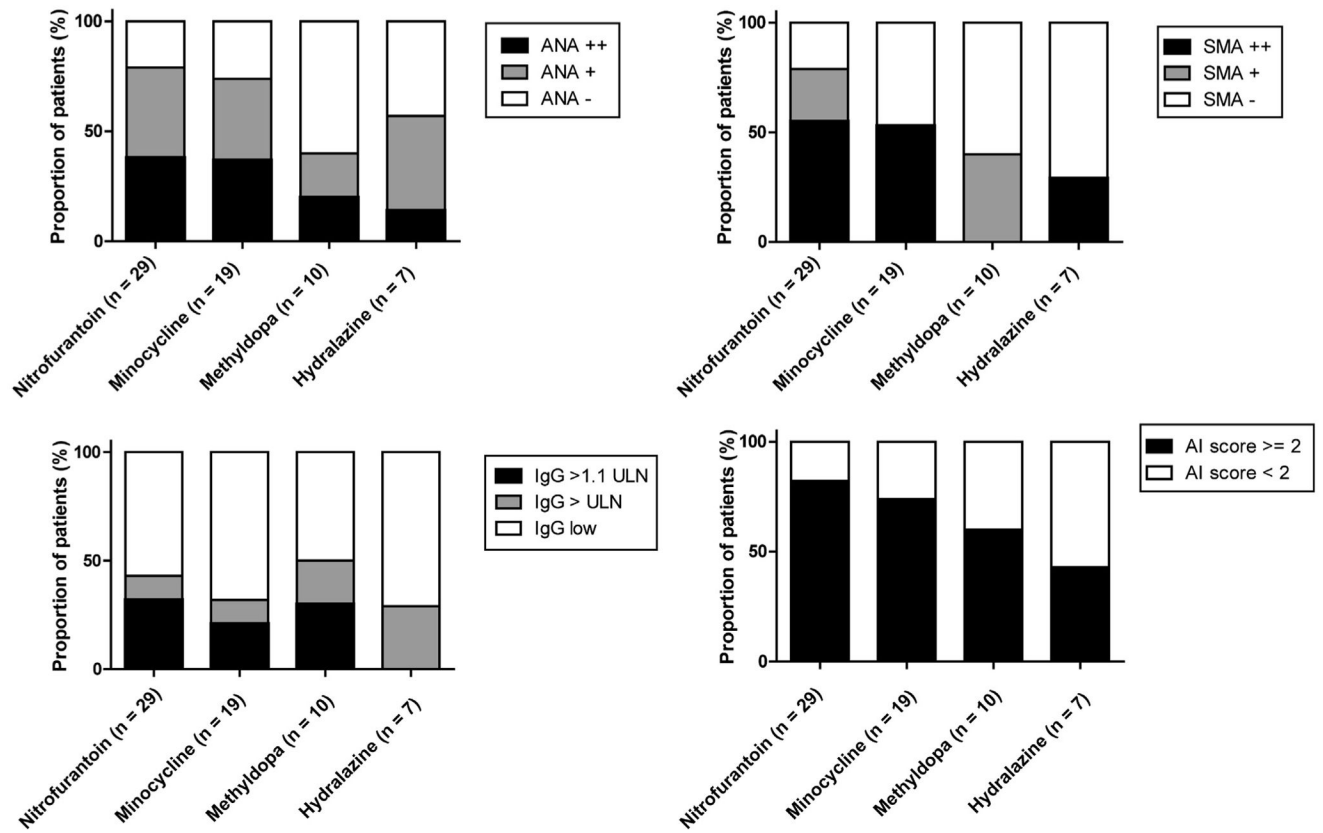 Proportion of patients (%)
100
50
0
Nitrofurantoin (n = 29)
Minocycline (n = 19)
Methyldopa (n = 10)
Hydralazine (n = 7)
ANA ++
ANA +
ANA -
Proportion of patients (%)
100
50
0
Nitrofurantoin (n = 29)
Minocycline (n = 19)
Methyldopa (n = 10)
Hydralazine (n = 7)
SMA ++
SMA +
SMA -
Proportion of patients (%)
100
50
0
Nitrofurantoin (n = 29)
Minocycline (n = 19)
Methyldopa (n = 10)
Hydralazine (n = 7)
IgG >1.1 ULN
IgG > ULN
IgG low
Proportion of patients (%)
100
50
0
Nitrofurantoin (n = 29)
Minocycline (n = 19)
Methyldopa (n = 10)
Hydralazine (n = 7)
AI score >= 2
AI score < 2